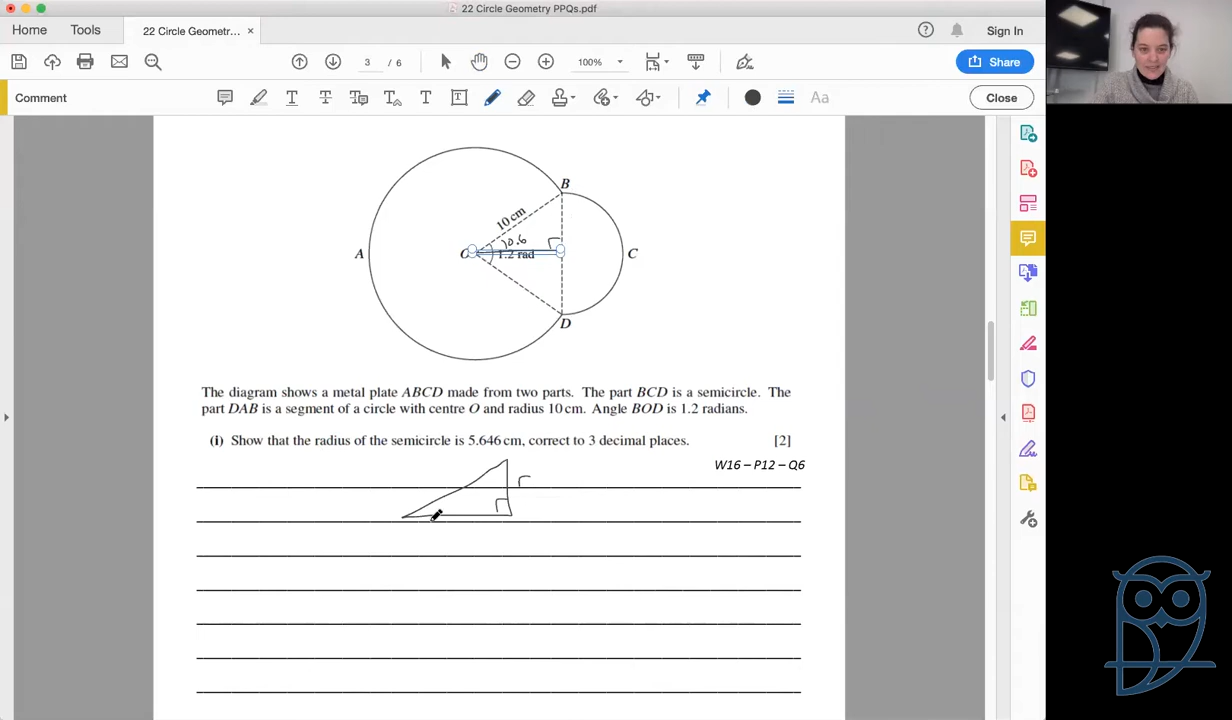 22 Circle Geometry PPQs.pdf
Home
Tools
22 Circle Geometr...
Sign In
3 / 6
100%
Share
Comment
Aa
Close
B
10 cm
0.6
A
1.2 rad
C
D
The diagram shows a metal plate ABCD made from two parts. The part BCD is a semicircle. The
part DAB is a segment of a circle with centre O and radius 10 cm. Angle BOD is 1.2 radians.
(i) Show that the radius of the semicircle is 5.646 cm, correct to 3 decimal places. [2]
W16 – P12 – Q6
r